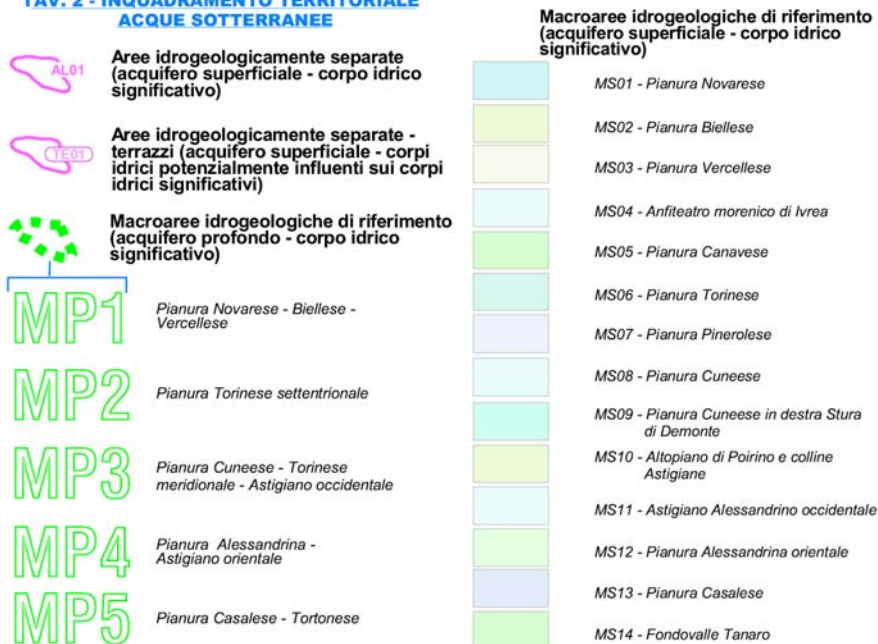 TAV. 2 - INQUADRAMENTO TERRITORIALE
ACQUE SOTTERRANEE
AL01
Aree idrogeologicamente separate
(acquifero superficiale - corpo idrico
significativo)
TE01
Aree idrogeologicamente separate -
terrazzi (acquifero superficiale - corpi
idrici potenzialmente influenti sui corpi
idrici significativi)
Macroaree idrogeologiche di riferimento
(acquifero profondo - corpo idrico
significativo)
MP1
Pianura Novarese - Biellese -
Vercellese
MP2
Pianura Torinese settentrionale
MP3
Pianura Cuneese - Torinese
meridionale - Astigiano occidentale
MP4
Pianura Alessandrina -
Astigiano orientale
MP5
Pianura Casalese - Tortonese
Macroaree idrogeologiche di riferimento
(acquifero superficiale - corpo idrico
significativo)
MS01 - Pianura Novarese
MS02 - Pianura Biellese
MS03 - Pianura Vercellese
MS04 - Anfiteatro morenico di Ivrea
MS05 - Pianura Canavese
MS06 - Pianura Torinese
MS07 - Pianura Pinerolese
MS08 - Pianura Cuneese
MS09 - Pianura Cuneese in destra Stura
di Demonte
MS10 - Altopiano di Poirino e colline
Astigiane
MS11 - Astigiano Alessandrino occidentale
MS12 - Pianura Alessandrina orientale
MS13 - Pianura Casalese
MS14 - Fondovalle Tanaro